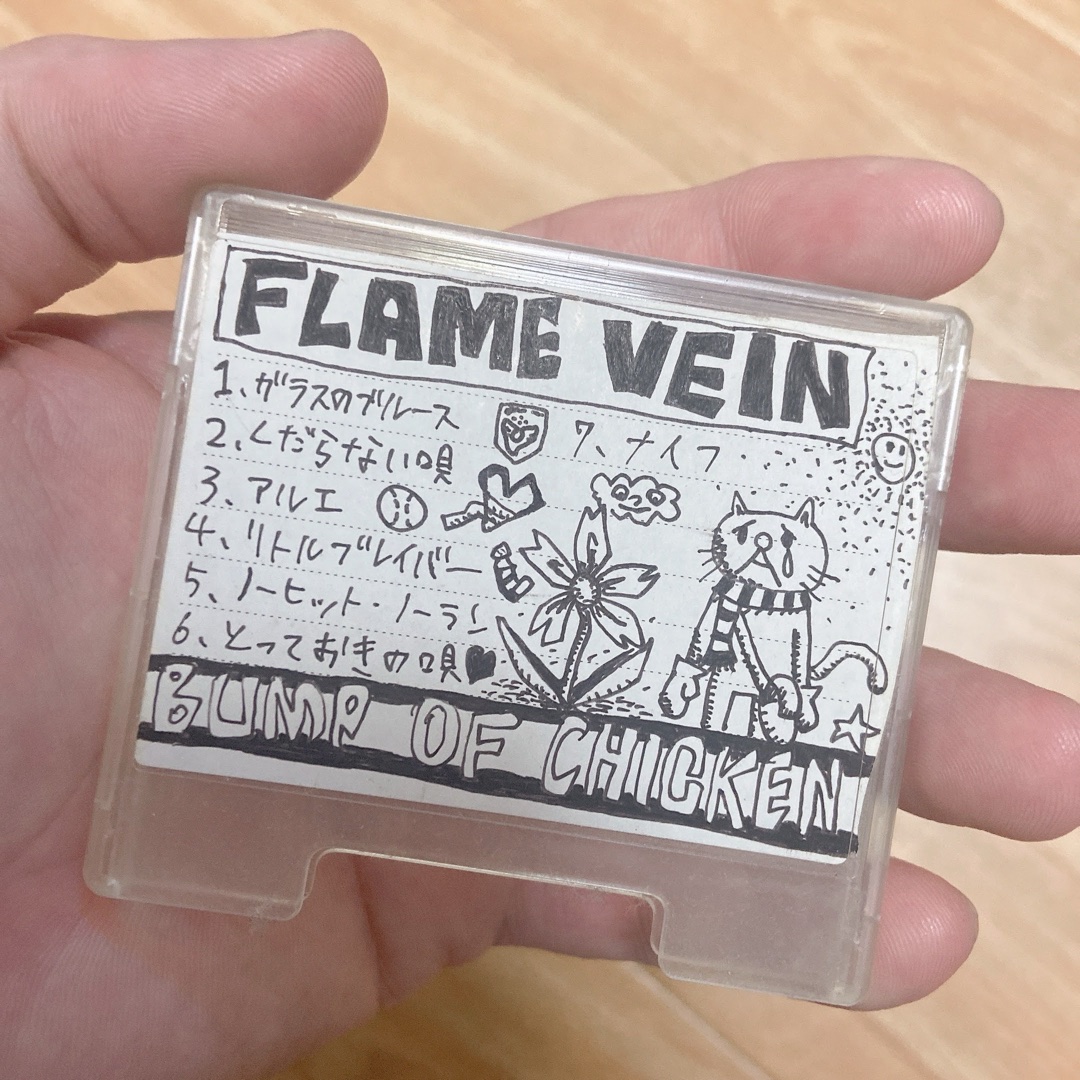 FLAME VEIN
1、ガラスのブルース
2、くだらない唄
3、アルエ
4、リトルブレイバー
5、ノーヒット・ノーラン
6、とっておきの唄
7、ナイフ
BUMP OF CHICKEN